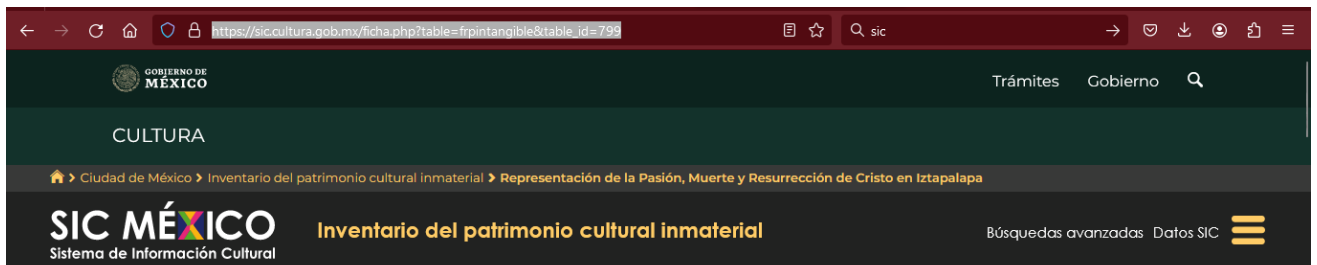 https://sic.cultura.gob.mx/ficha.php?table=frpintangible&table_id=799 sic
GOBIERNO DE
MÉXICO
Trámites Gobierno
CULTURA
Ciudad de México > Inventario del patrimonio cultural inmaterial > Representación de la Pasión, Muerte y Resurrección de Cristo en Iztapalapa
SIC MÉXICO
Sistema de Información Cultural
Inventario del patrimonio cultural inmaterial
Búsquedas avanzadas Datos SIC